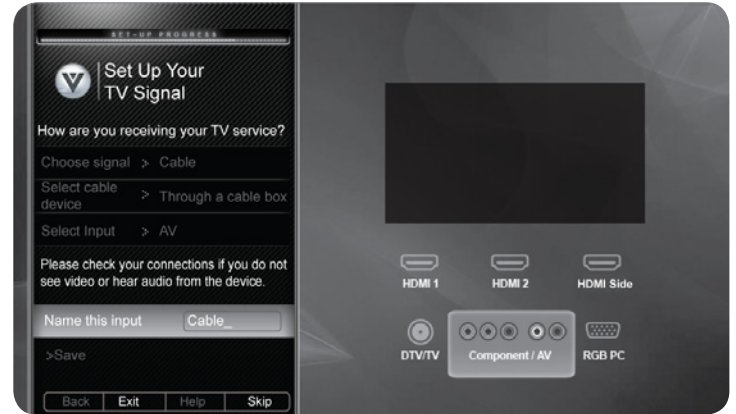 SET-UP PROGRESS
Set Up Your
TV Signal
How are you receiving your TV service?
Choose signal > Cable
Select cable
device > Through a cable box
Select Input > AV
Please check your connections if you do not
see video or hear audio from the device.
Name this input Cable_
>Save
Back Exit Help Skip
HDMI 1 HDMI 2 HDMI Side
DTV/TV Component / AV RGB PC